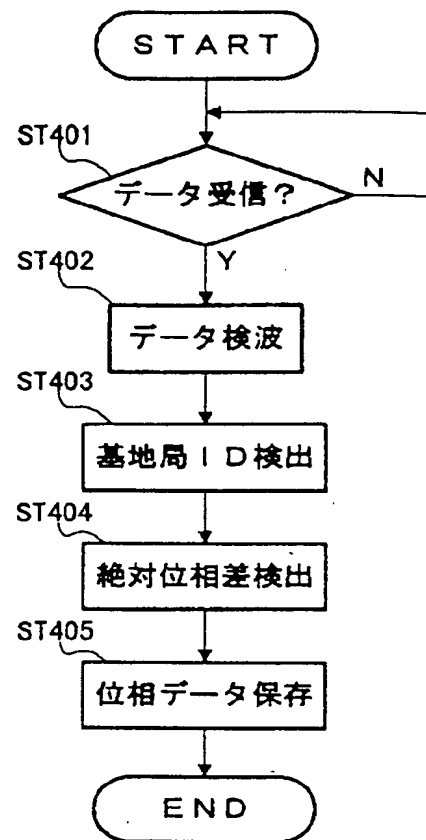 START
ST401
データ受信？
N
Y
ST402
データ検波
ST403
基地局ＩＤ検出
ST404
絶対位相差検出
ST405
位相データ保存
END